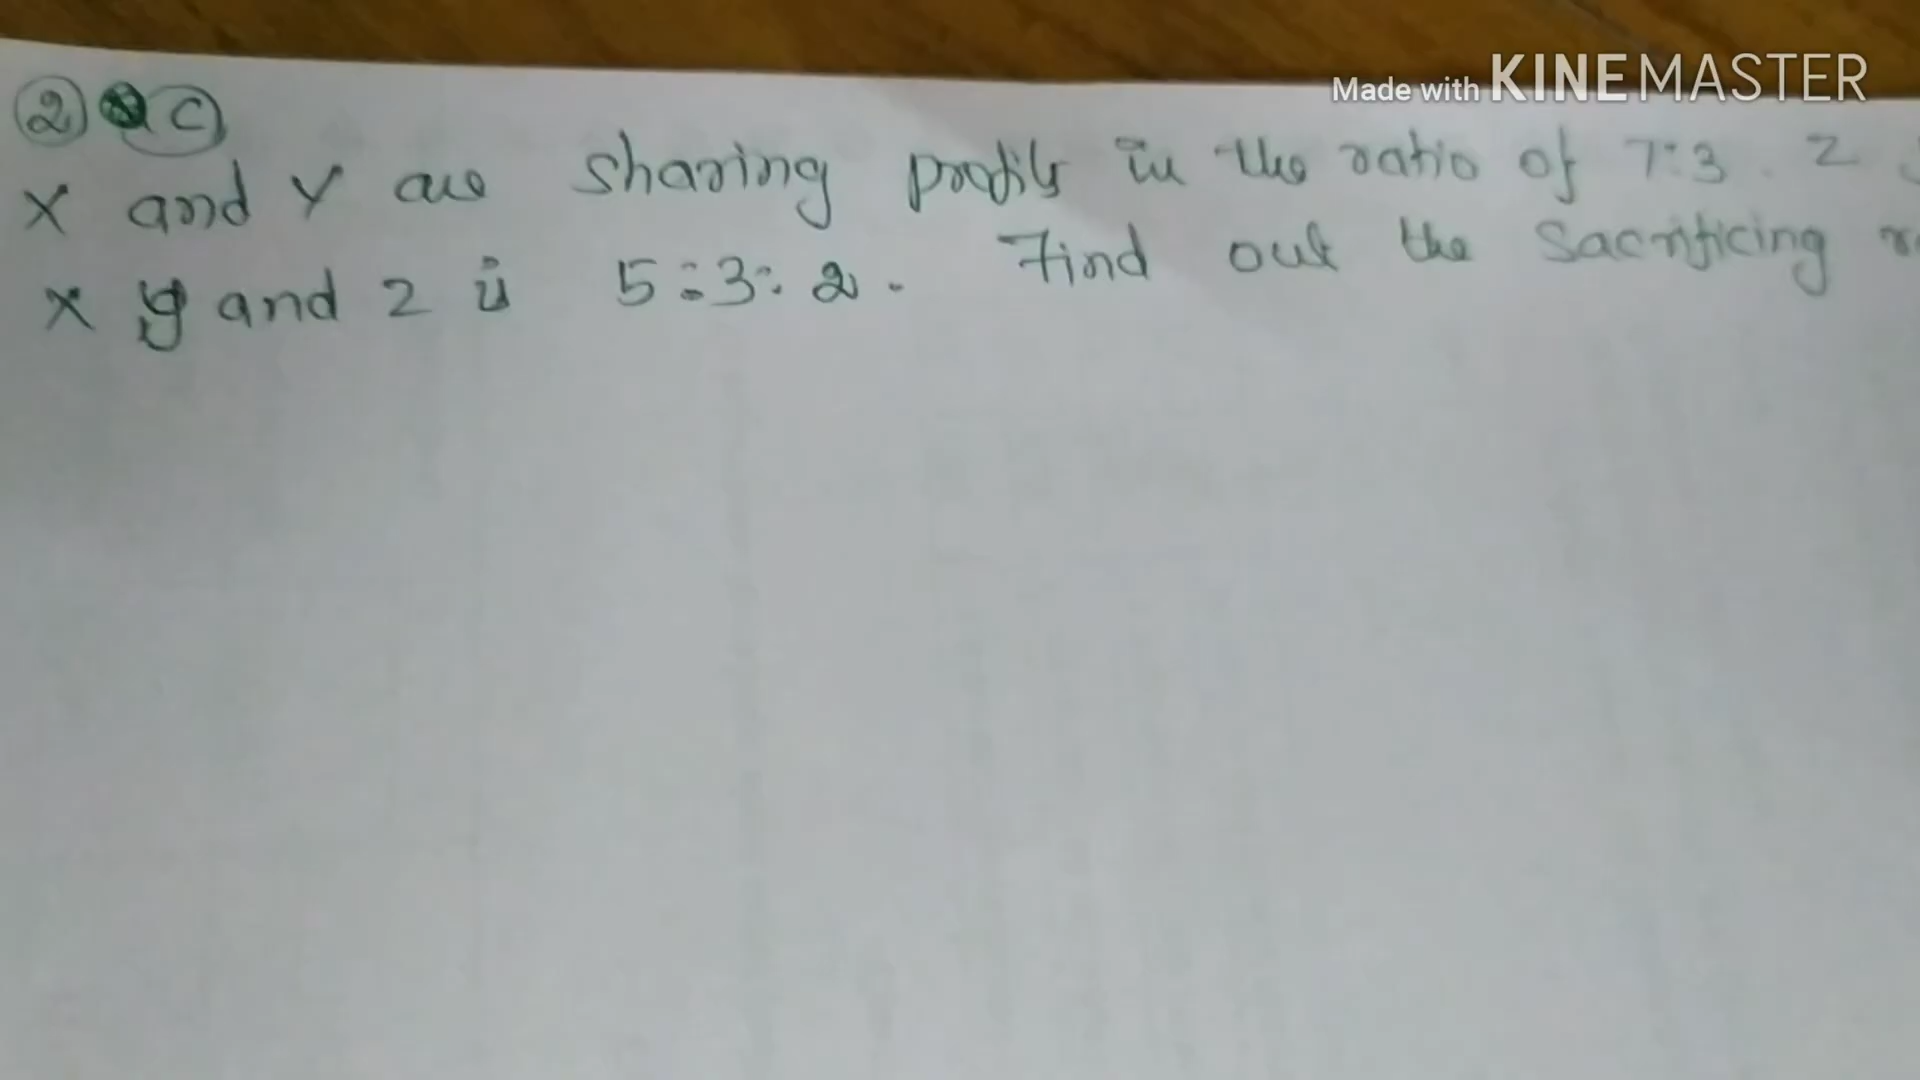 Made with KINEMASTER
2 C
X and Y are sharing profits in the ratio of 7:3. Z
X y and Z is 5:3:2. Find out the Sacrificing